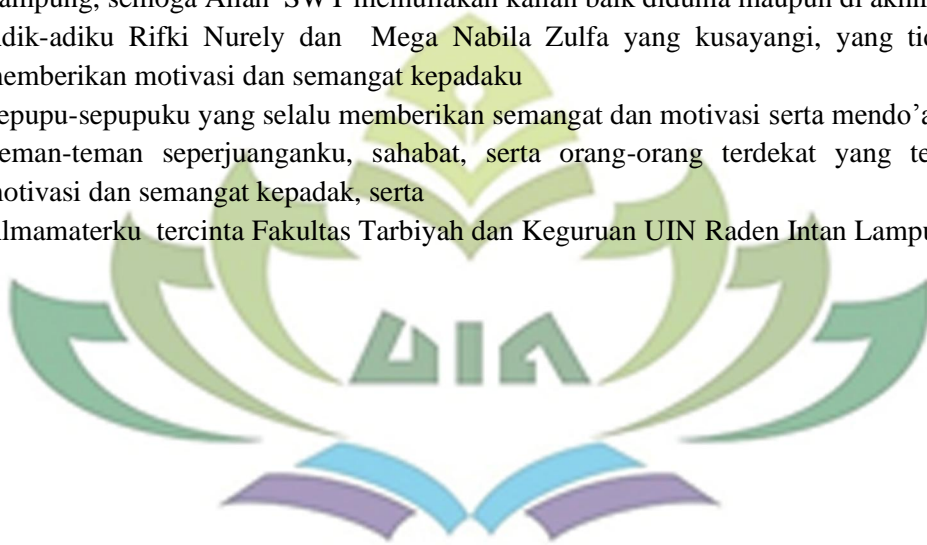 ampung, semoga Allah SWT memuliakan kalian baik didunia maupun di akhi
dik-adiku Rifki Nurely dan Mega Nabila Zulfa yang kusayangi, yang
memberikan motivasi dan semangat kepadaku
epupu-sepupuku yang selalu memberikan semangat dan motivasi serta mendo'a
eman-teman seperjuanganku, sahabat, serta orang-orang terdekat yang te
motivasi dan semangat kepadak, serta
lmamaterku tercinta Fakultas Tarbiyah dan Keguruan UIN Raden Intan Lampu
UIN